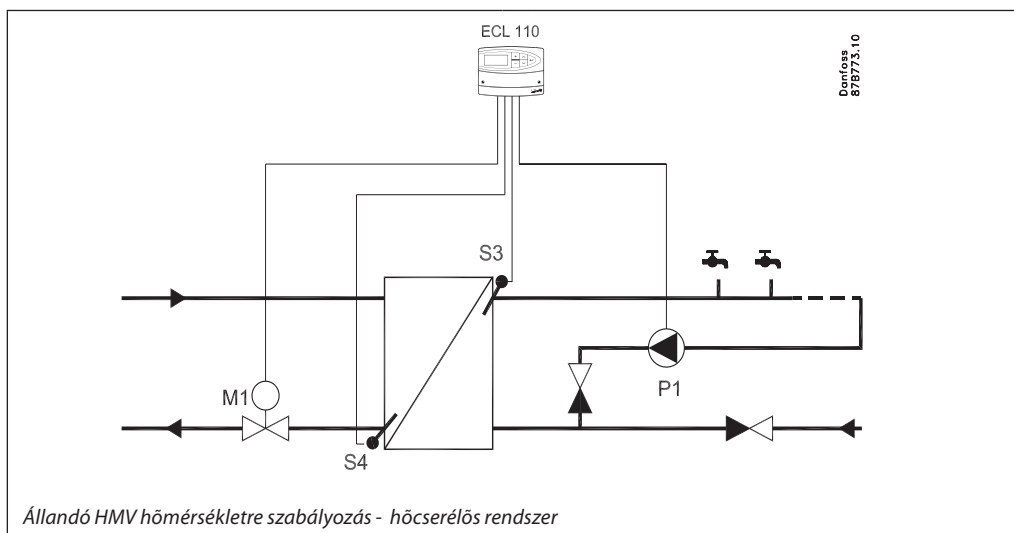 ECL 110
Danfoss
87B773.10
S3
M1
P1
S4
Állandó HMV hõmérsékletre szabályozás - hõcserélõs rendszer